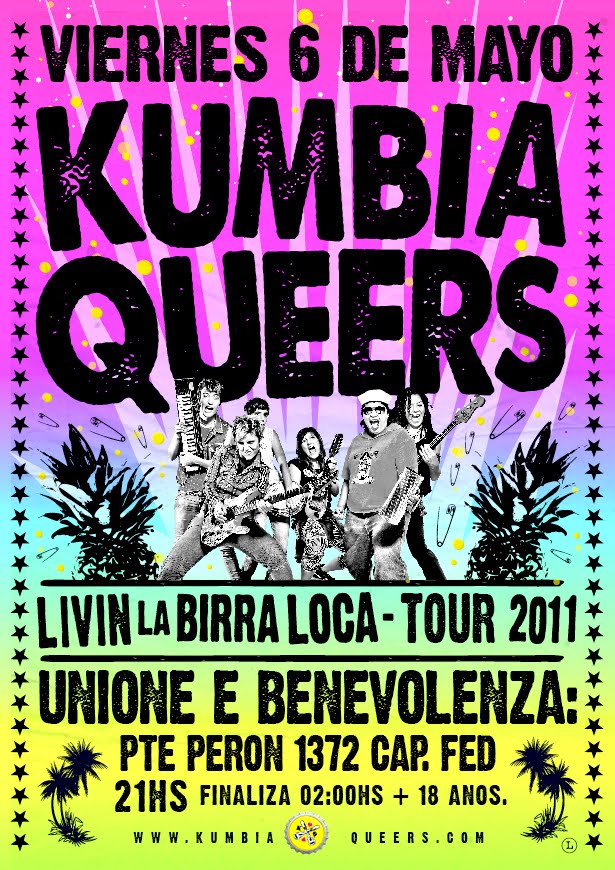 VIERNES 6 DE MAYO
KUMBIA
QUEERS
LIVIN LA BIRRA LOCA - TOUR 2011
UNIONE E BENEVOLENZA:
PTE PERON 1372 CAP. FED
21HS FINALIZA 02:00HS + 18 ANOS.
WWW.KUMBIA QUEERS.COM
L